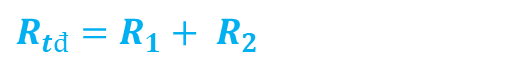 R_tđ = R_1 + R_2